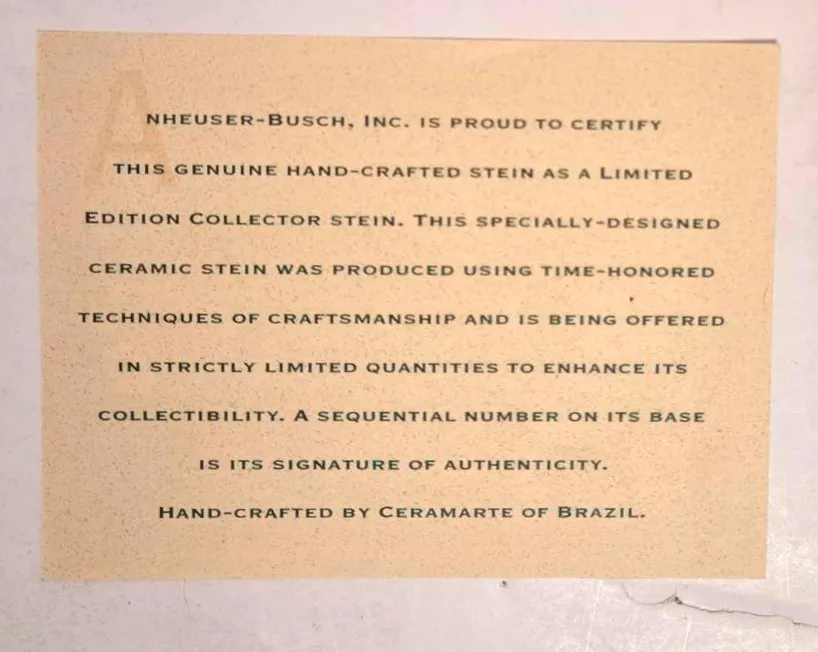 ANHEUSER-BUSCH, INC. IS PROUD TO CERTIFY
THIS GENUINE HAND-CRAFTED STEIN AS A LIMITED
EDITION COLLECTOR STEIN. THIS SPECIALLY-DESIGNED
CERAMIC STEIN WAS PRODUCED USING TIME-HONORED
TECHNIQUES OF CRAFTSMANSHIP AND IS BEING OFFERED
IN STRICTLY LIMITED QUANTITIES TO ENHANCE ITS
COLLECTIBILITY. A SEQUENTIAL NUMBER ON ITS BASE
IS ITS SIGNATURE OF AUTHENTICITY.
HAND-CRAFTED BY CERAMARTE OF BRAZIL.